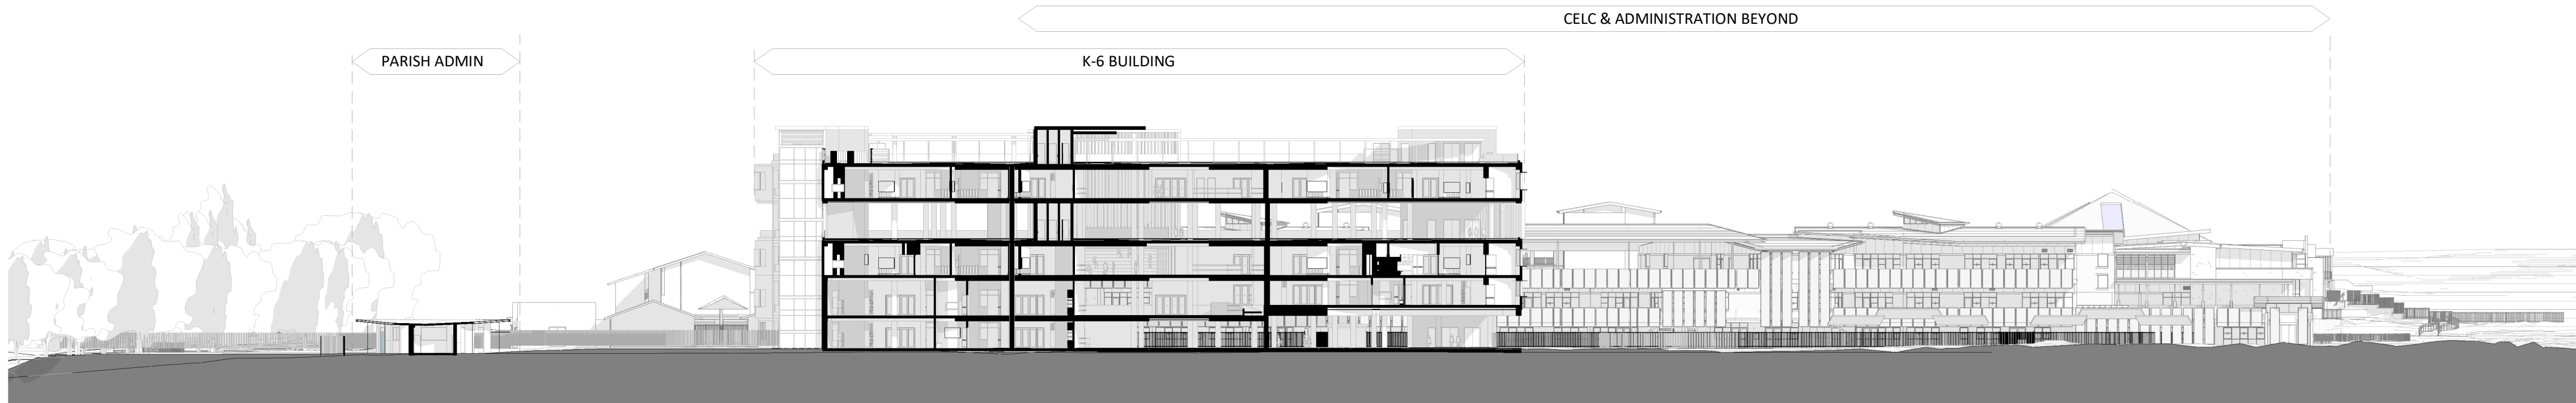 CELC & ADMINISTRATION BEYOND
PARISH ADMIN
K-6 BUILDING